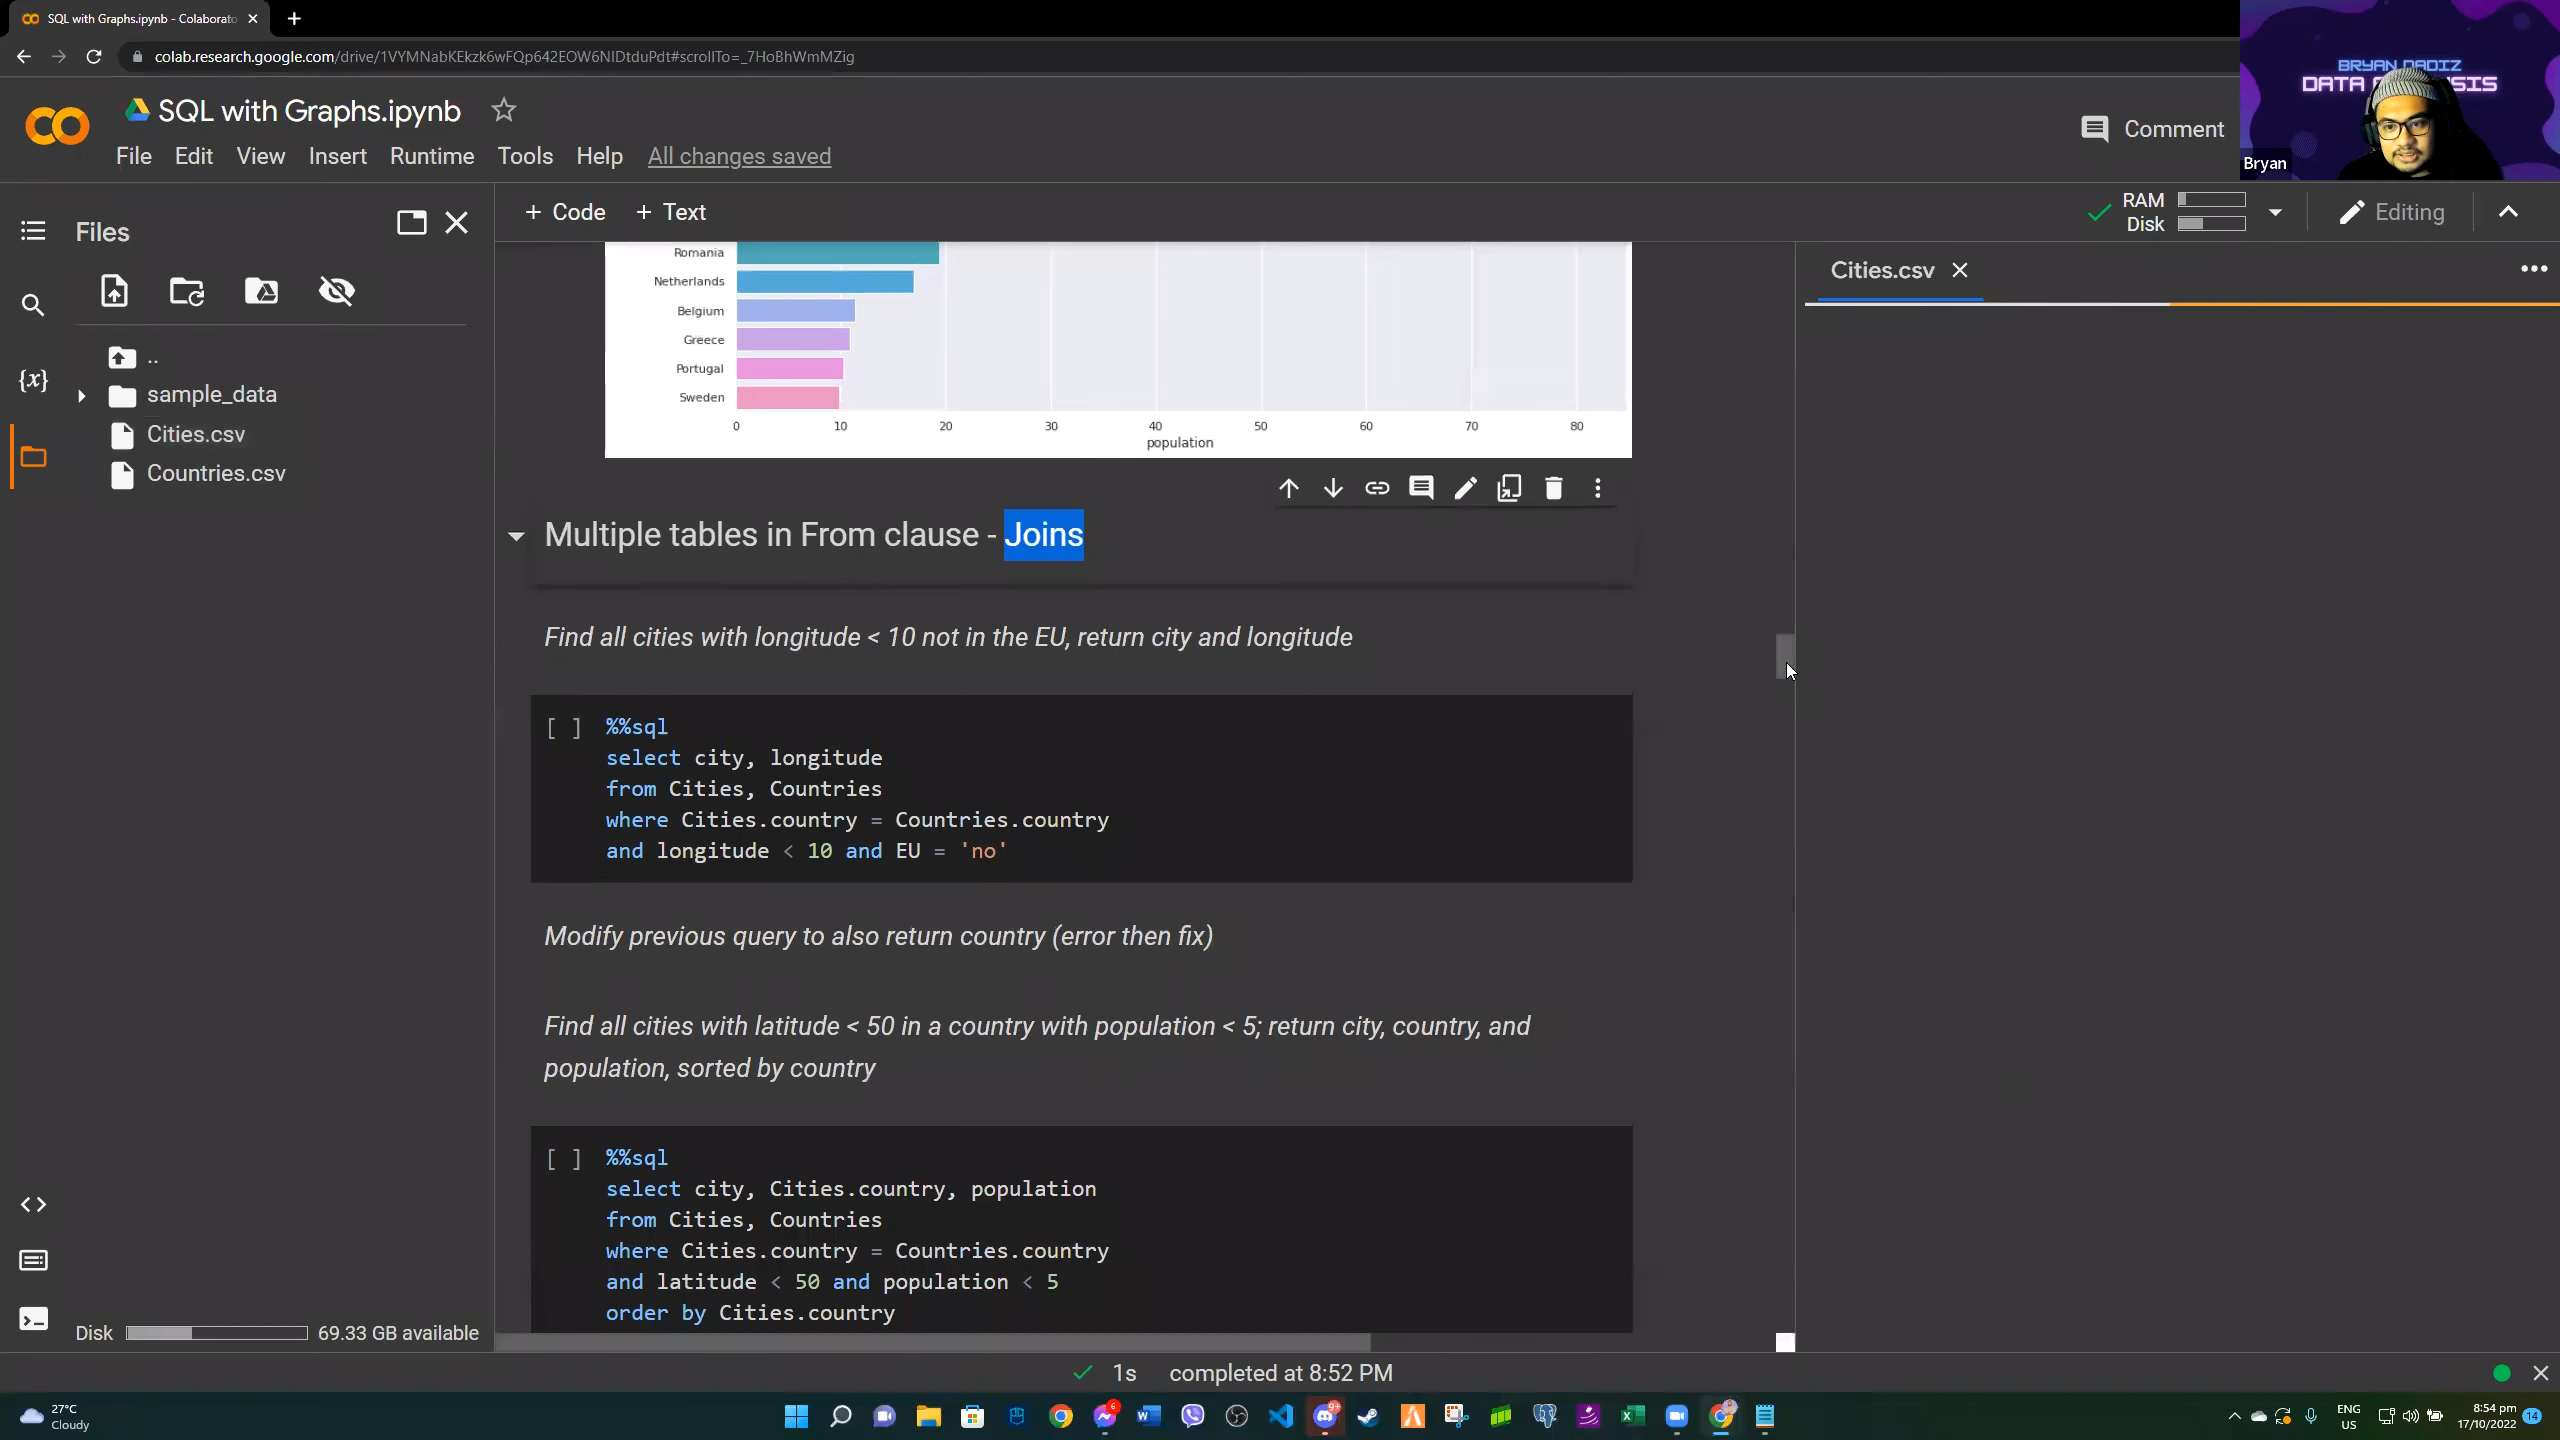 SQL with Graphs.ipynb - Colaborato
colab.research.google.com/drive/1VYMNabKEkzk6wFQp642EOW6NIDtduPdt#scrollTo=_7HoBhWmMZig
BRYAN DADIZ
Bryan
SQL with Graphs.ipynb
File Edit View Insert Runtime Tools Help All changes saved
Comment
Files
+ Code + Text
RAM
Disk
Editing
..
sample_data
Cities.csv
Countries.csv
Romania
Netherlands
Belgium
Greece
Portugal
Sweden
0 10 20 30 40 50 60 70 80
population
Multiple tables in From clause - Joins
Find all cities with longitude < 10 not in the EU, return city and longitude
[ ] %%sql
select city, longitude
from Cities, Countries
where Cities.country = Countries.country
and longitude < 10 and EU = 'no'
Modify previous query to also return country (error then fix)
Find all cities with latitude < 50 in a country with population < 5; return city, country, and
population, sorted by country
[ ] %%sql
select city, Cities.country, population
from Cities, Countries
where Cities.country = Countries.country
and latitude < 50 and population < 5
order by Cities.country
Cities.csv
Disk 69.33 GB available
1s completed at 8:52 PM
27°C
Cloudy
ENG
US
8:54 pm
17/10/2022
14